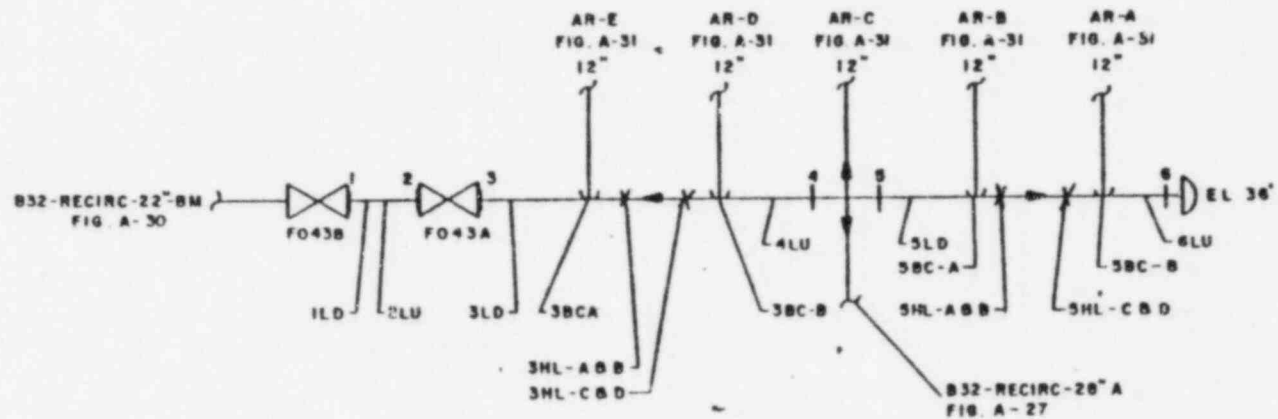 AR-E
FIG. A-31
12"
AR-D
FIG. A-31
12"
AR-C
FIG. A-31
12"
AR-B
FIG. A-31
12"
AR-A
FIG. A-31
12"
1
2
3
4
5
6
B32-RECIRC-22"-BM
FIG. A-30
F043B
F043A
EL 36'
4LU
5LD
6LU
5BC-A
5BC-B
1LD
2LU
3LD
3BCA
3BC-B
5HL-A&B
5HL-C&D
3HL-A&B
3HL-C&D
B32-RECIRC-28"A
FIG. A-27